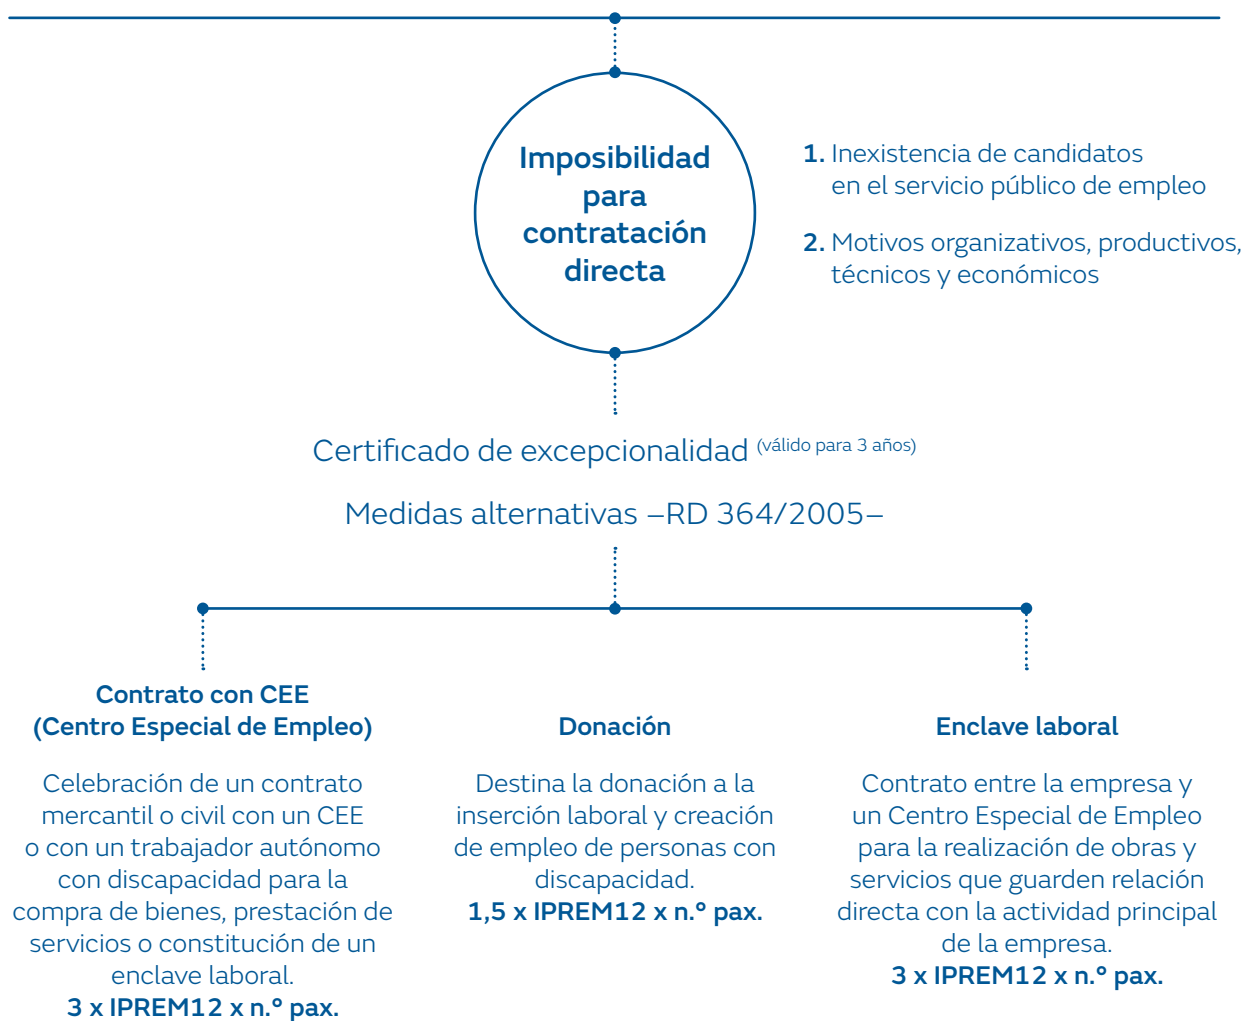 Imposibilidad
para
contratación
directa
1. Inexistencia de candidatos
en el servicio público de empleo
2. Motivos organizativos, productivos,
técnicos y económicos
Certificado de excepcionalidad (válido para 3 años)
Medidas alternativas –RD 364/2005–
Contrato con CEE
(Centro Especial de Empleo)
Celebración de un contrato
mercantil o civil con un CEE
o con un trabajador autónomo
con discapacidad para la
compra de bienes, prestación de
servicios o constitución de un
enclave laboral.
3 x IPREM12 x n.º pax.
Donación
Destina la donación a la
inserción laboral y creación
de empleo de personas con
discapacidad.
1,5 x IPREM12 x n.º pax.
Enclave laboral
Contrato entre la empresa y
un Centro Especial de Empleo
para la realización de obras y
servicios que guarden relación
directa con la actividad principal
de la empresa.
3 x IPREM12 x n.º pax.